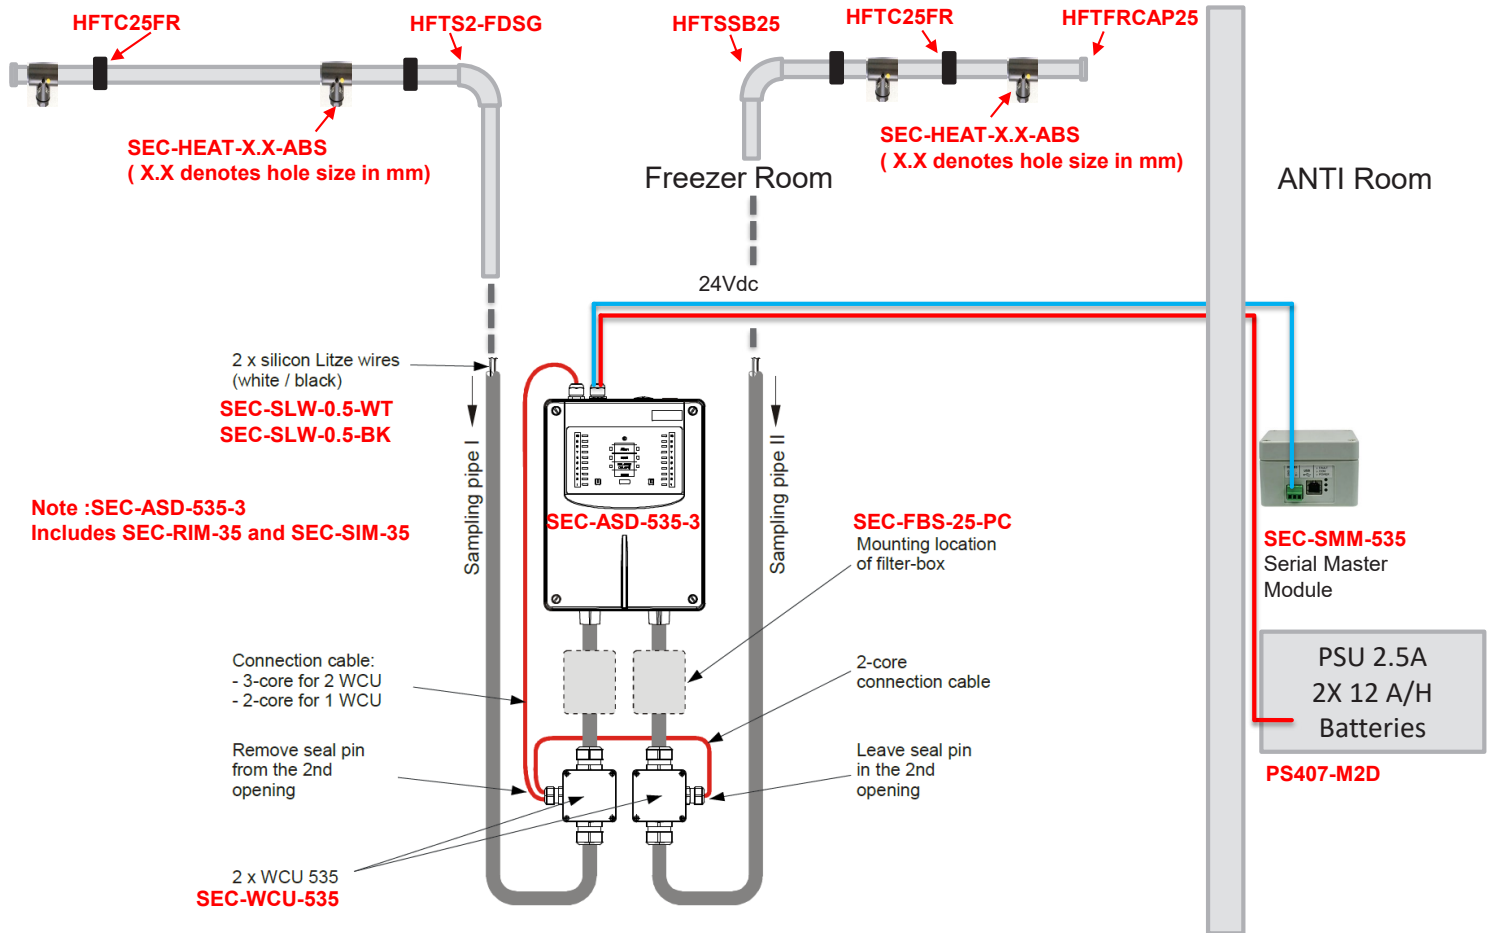 HFTC25FR
HFTS2-FDSG
HFTSSB25
HFTC25FR
HFTFRCAP25
SEC-HEAT-X.X-ABS
( X.X denotes hole size in mm)
SEC-HEAT-X.X-ABS
( X.X denotes hole size in mm)
Freezer Room
ANTI Room
24Vdc
2 x silicon Litze wires
(white / black)
SEC-SLW-0.5-WT
SEC-SLW-0.5-BK
Sampling pipe I
Sampling pipe II
Note :SEC-ASD-535-3
Includes SEC-RIM-35 and SEC-SIM-35
SEC-ASD-535-3
SEC-FBS-25-PC
Mounting location
of filter-box
SEC-SMM-535
Serial Master
Module
Connection cable:
- 3-core for 2 WCU
- 2-core for 1 WCU
2-core
connection cable
PSU 2.5A
2X 12 A/H
Batteries
PS407-M2D
Remove seal pin
from the 2nd
opening
Leave seal pin
in the 2nd
opening
2 x WCU 535
SEC-WCU-535